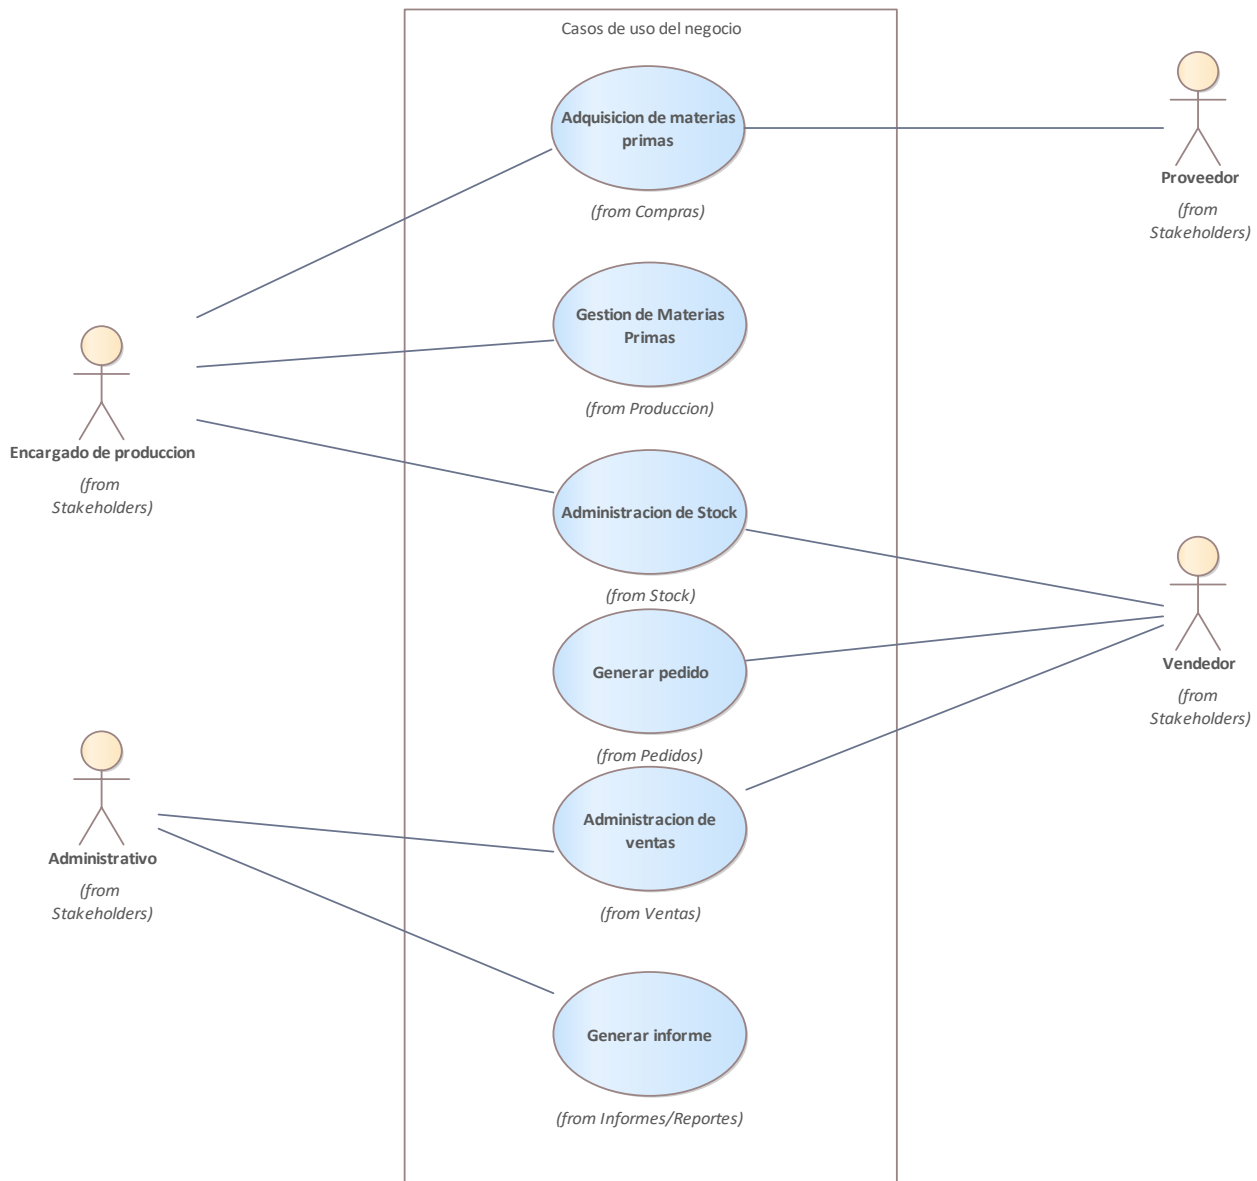 Casos de uso del negocio
Adquisicion de materias
primas
(from Compras)
Proveedor
(from
Stakeholders)
Gestion de Materias
Primas
(from Produccion)
Encargado de produccion
(from
Stakeholders)
Administracion de Stock
(from Stock)
Generar pedido
(from Pedidos)
Vendedor
(from
Stakeholders)
Administrativo
(from
Stakeholders)
Administracion de
ventas
(from Ventas)
Generar informe
(from Informes/Reportes)